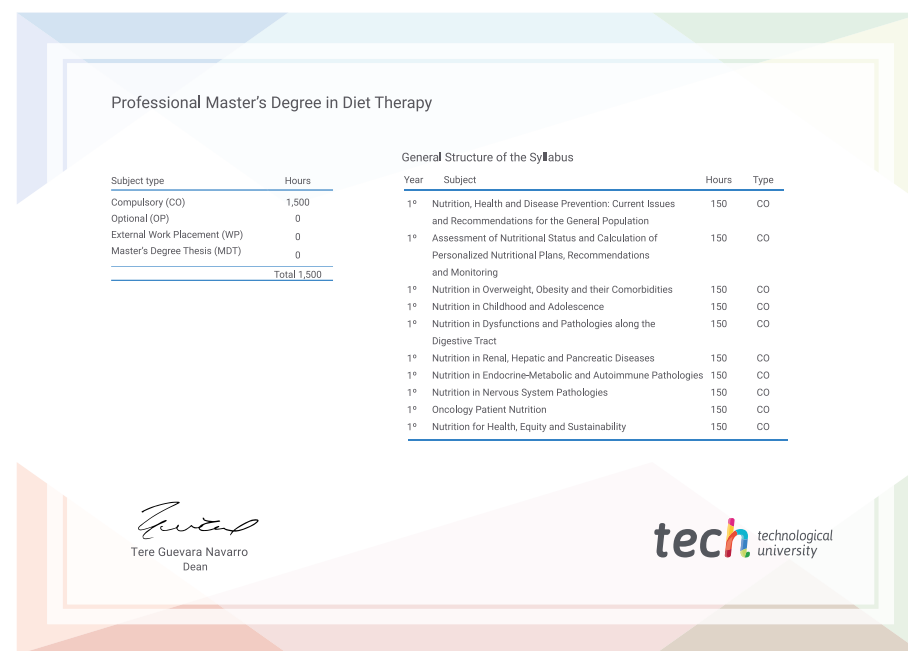 Professional Master's Degree in Diet Therapy
Subject type Hours
Compulsory (CO) 1,500
Optional (OP) 0
External Work Placement (WP) 0
Master's Degree Thesis (MDT) 0
Total 1,500
General Structure of the Syllabus
Year Subject Hours Type
1º Nutrition, Health and Disease Prevention: Current Issues 150 CO
and Recommendations for the General Population
1º Assessment of Nutritional Status and Calculation of 150 CO
Personalized Nutritional Plans, Recommendations
and Monitoring
1º Nutrition in Overweight, Obesity and their Comorbidities 150 CO
1º Nutrition in Childhood and Adolescence 150 CO
1º Nutrition in Dysfunctions and Pathologies along the 150 CO
Digestive Tract
1º Nutrition in Renal, Hepatic and Pancreatic Diseases 150 CO
1º Nutrition in Endocrine-Metabolic and Autoimmune Pathologies 150 CO
1º Nutrition in Nervous System Pathologies 150 CO
1º Oncology Patient Nutrition 150 CO
1º Nutrition for Health, Equity and Sustainability 150 CO
Tere Guevara Navarro
Dean
tech technological
university